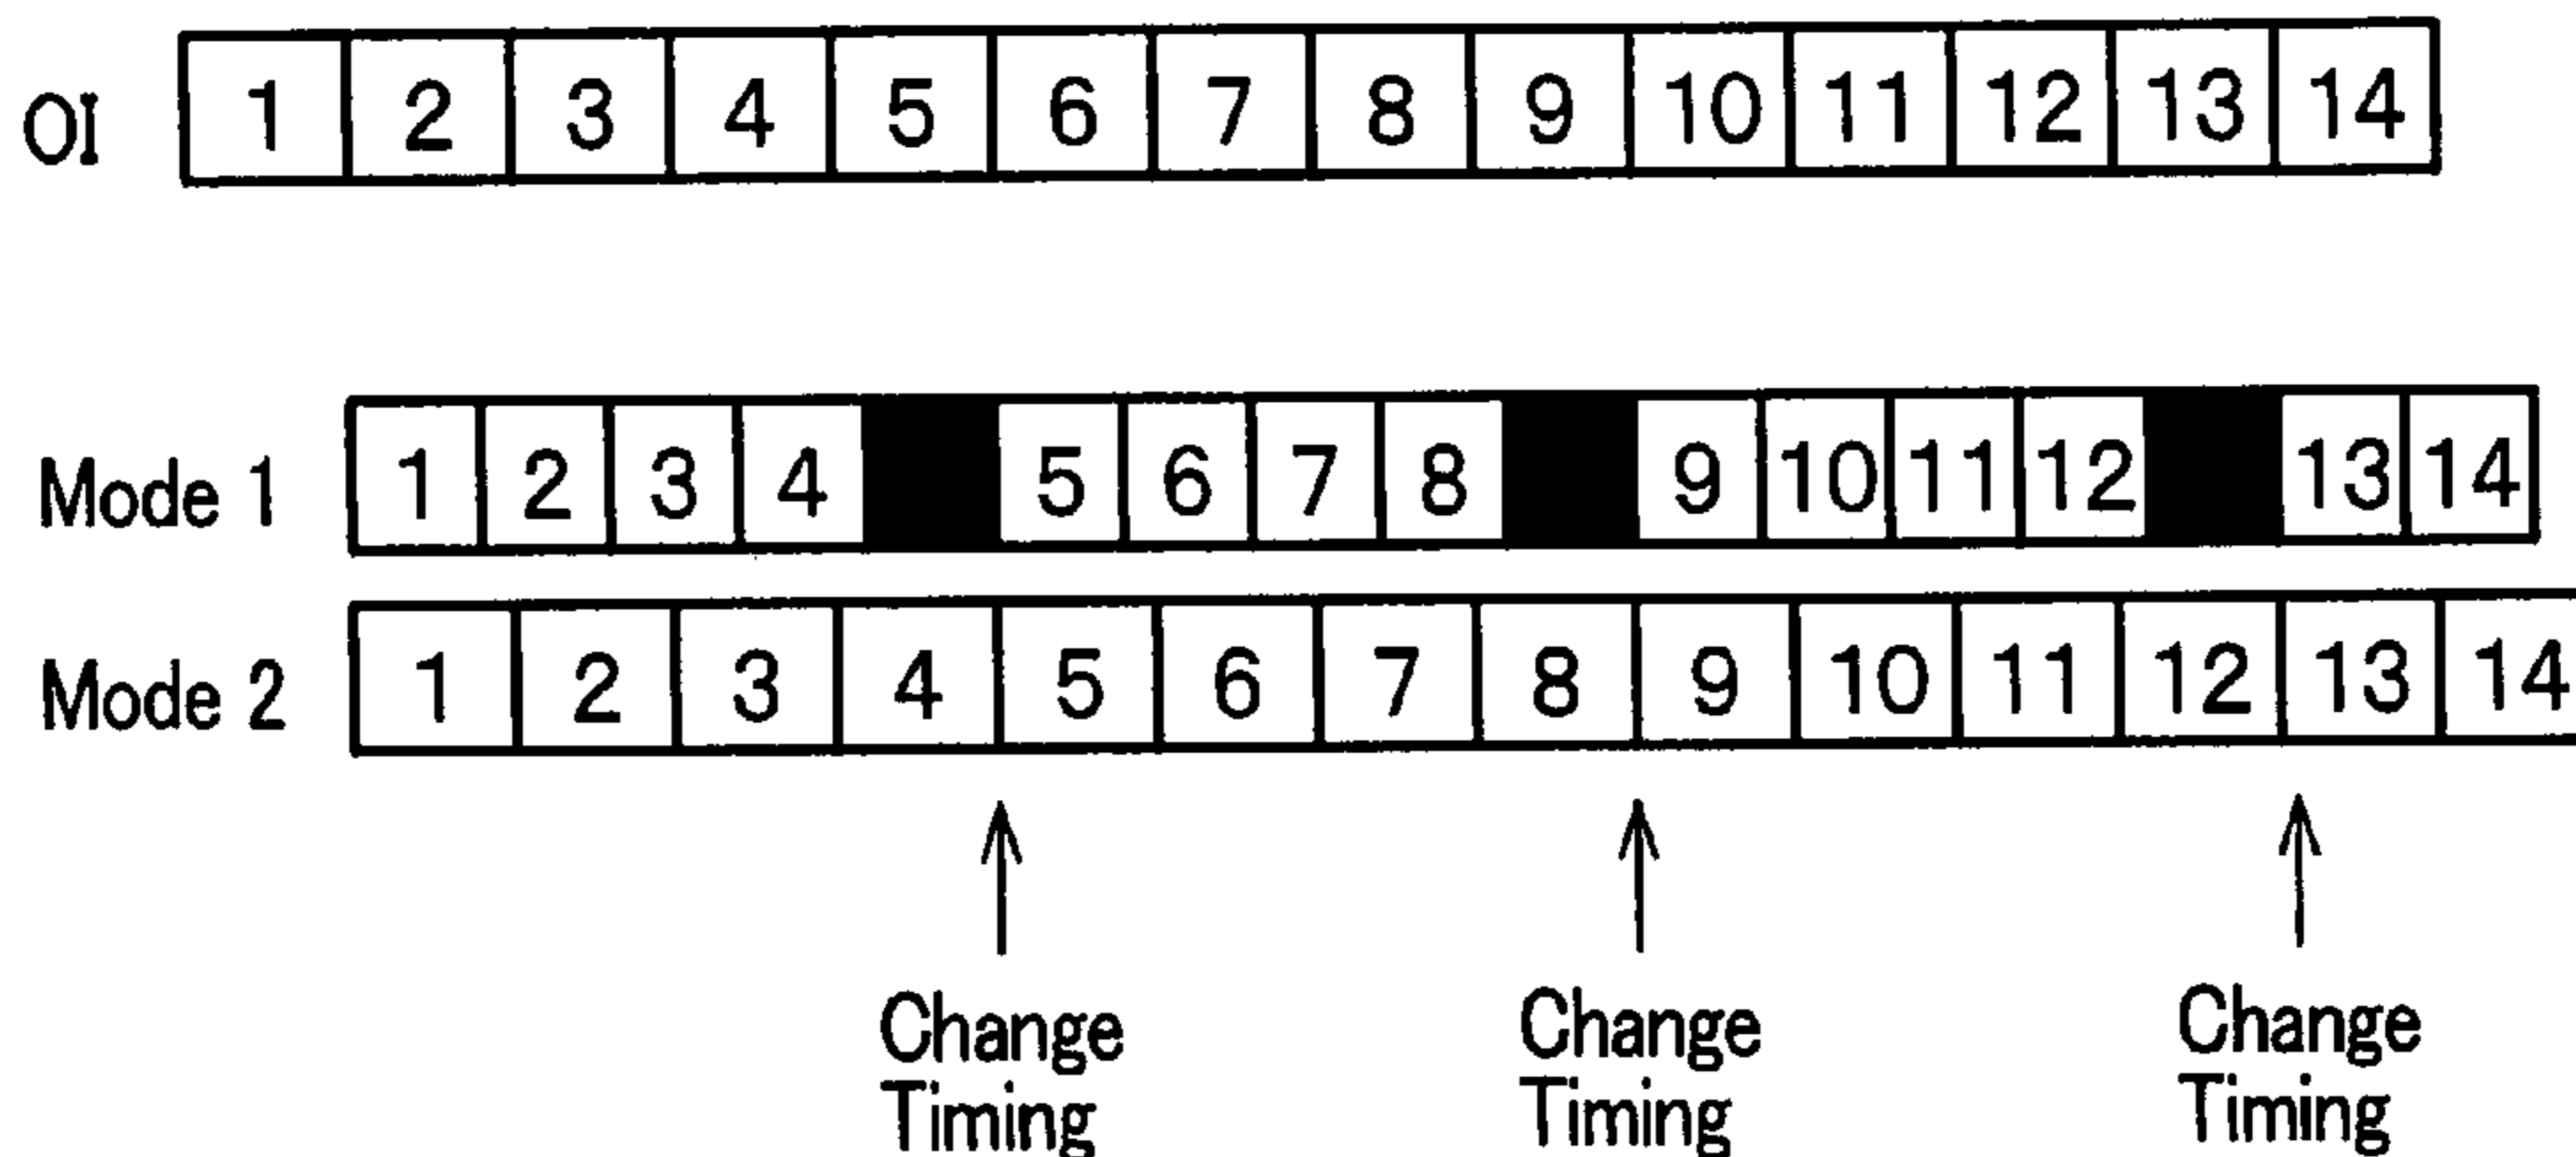 OI 1 2 3 4 5 6 7 8 9 10 11 12 13 14
Mode 1 1 2 3 4 5 6 7 8 9 10 11 12 13 14
Mode 2 1 2 3 4 5 6 7 8 9 10 11 12 13 14
Change Change Change
Timing Timing Timing